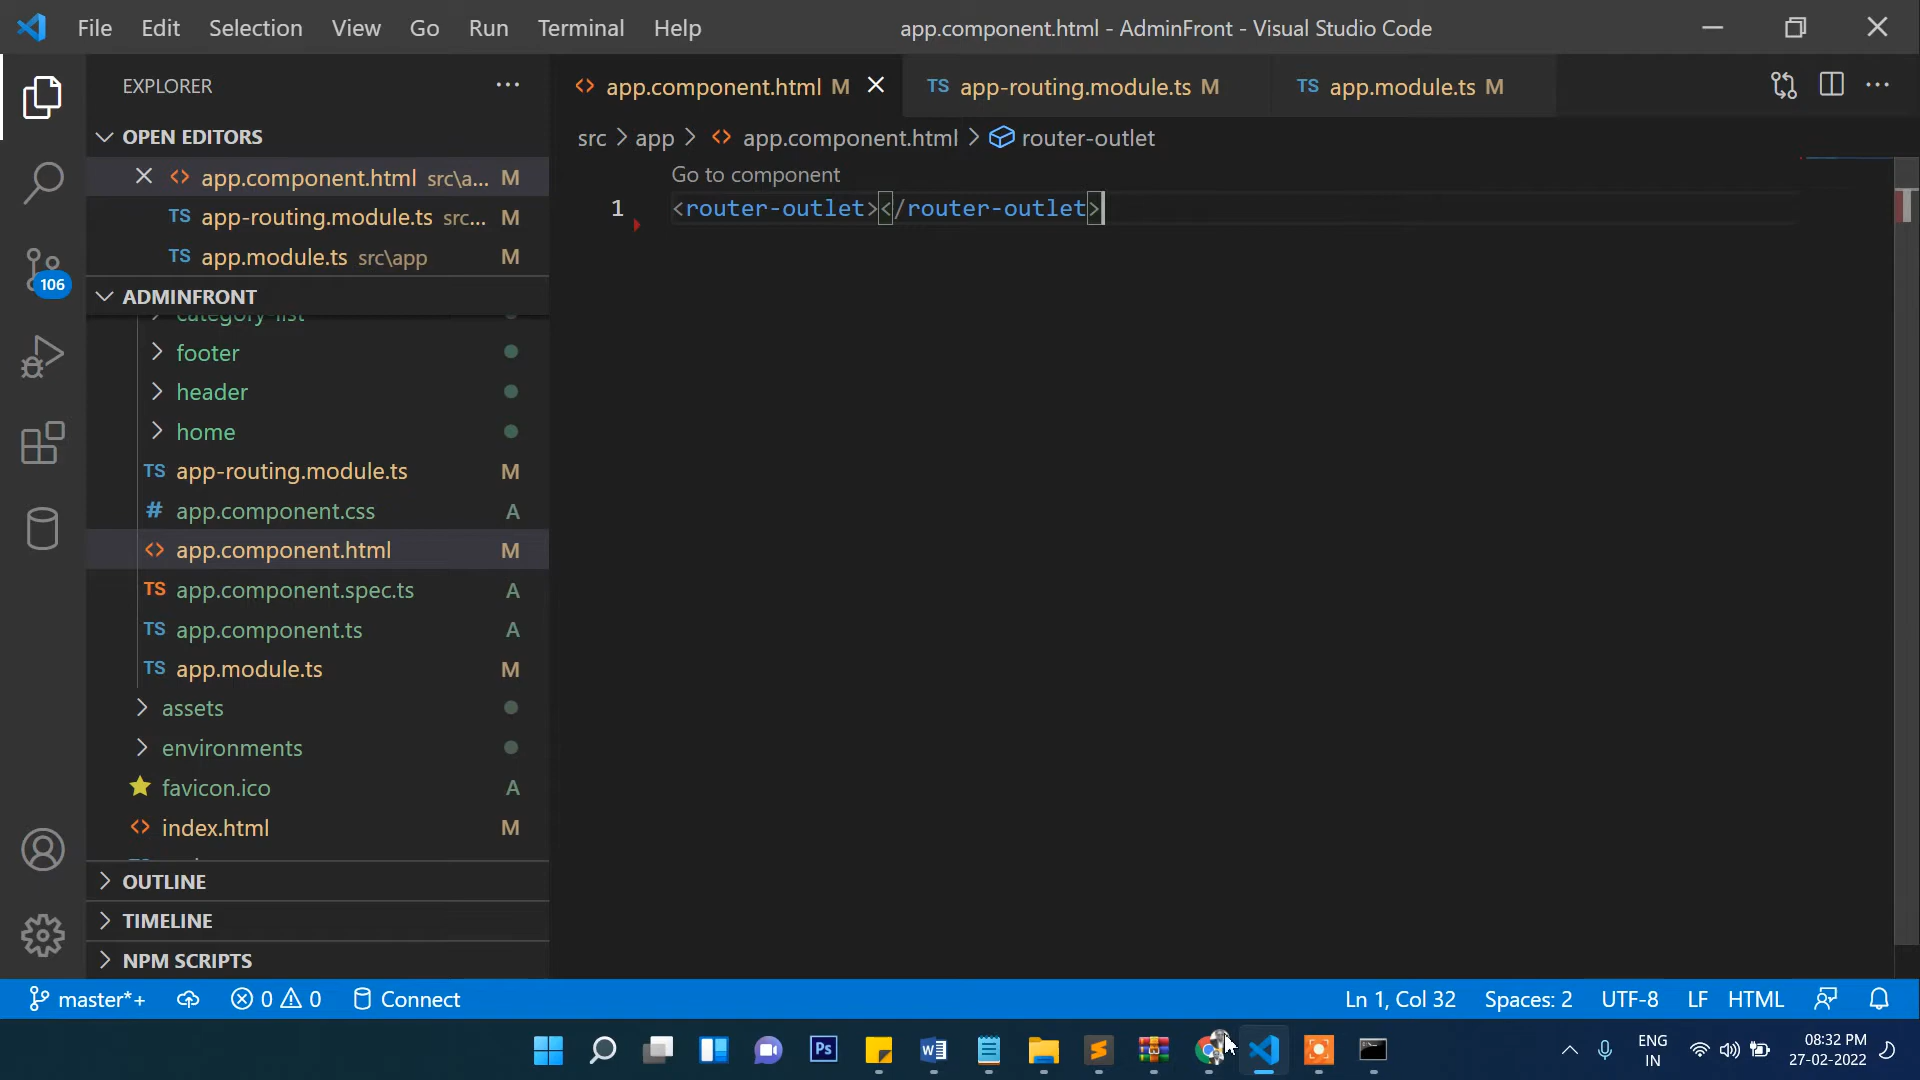 File Edit Selection View Go Run Terminal Help
app.component.html - AdminFront - Visual Studio Code
EXPLORER
app.component.html M
TS app-routing.module.ts M
TS app.module.ts M
OPEN EDITORS
src > app > app.component.html > router-outlet
app.component.html src\a... M
TS app-routing.module.ts src... M
TS app.module.ts src\app M
Go to component
1 <router-outlet></router-outlet>
106
ADMINFRONT
category-list
footer
header
home
TS app-routing.module.ts M
# app.component.css A
app.component.html M
TS app.component.spec.ts A
TS app.component.ts A
TS app.module.ts M
assets
environments
favicon.ico A
index.html M
OUTLINE
TIMELINE
NPM SCRIPTS
master*+ 0 0 Connect
Ln 1, Col 32 Spaces: 2 UTF-8 LF HTML
Ps
W
ENG
IN
08:32 PM
27-02-2022